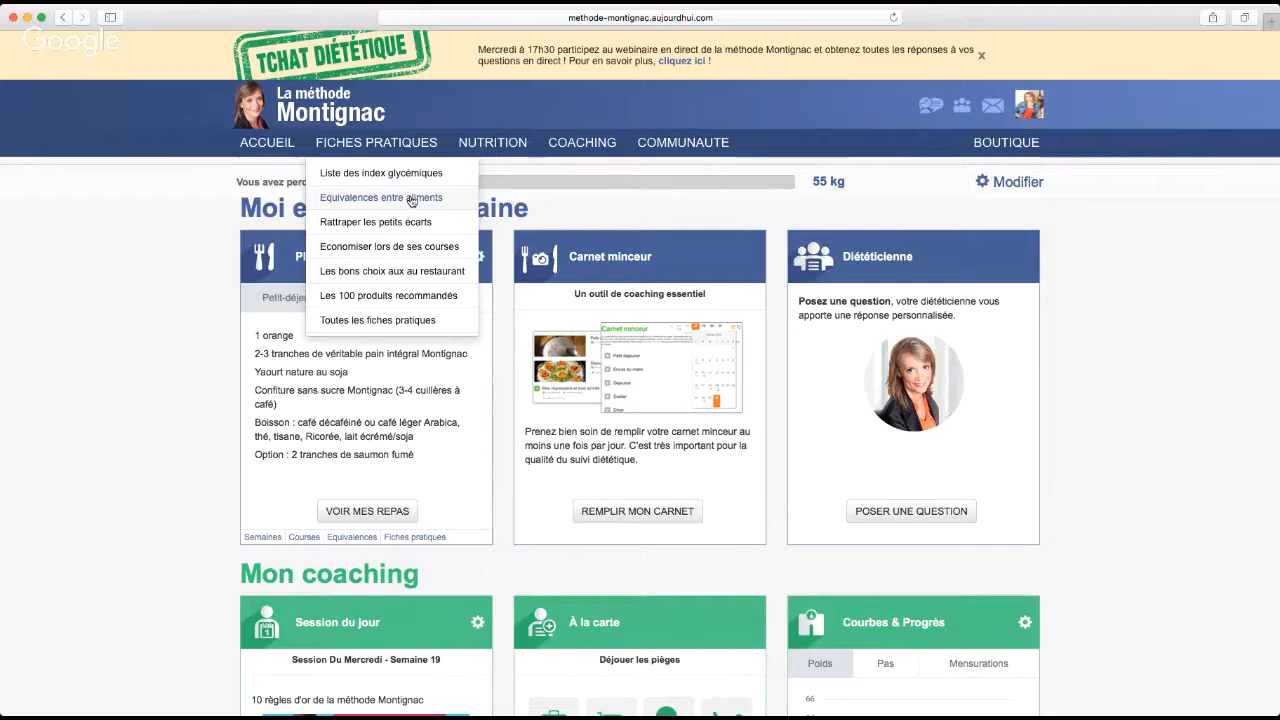 methode-montignac.aujourdhui.com
Google
TCHAT DIÉTÉTIQUE
Mercredi à 17h30 participez au webinaire en direct de la méthode Montignac et obtenez toutes les réponses à vos
questions en direct ! Pour en savoir plus, cliquez ici !
x
La méthode
Montignac
ACCUEIL FICHES PRATIQUES NUTRITION COACHING COMMUNAUTE BOUTIQUE
Liste des index glycémiques
Equivalences entre aliments
Rattraper les petits écarts
Economiser lors de ses courses
Les bons choix aux au restaurant
Les 100 produits recommandés
Toutes les fiches pratiques
Vous avez perd
55 kg
Modifier
Moi e
aine
Pl
Petit-déje
1 orange
2-3 tranches de véritable pain intégral Montignac
Yaourt nature au soja
Confiture sans sucre Montignac (3-4 cuillères à
café)
Boisson : café décaféiné ou café léger Arabica,
thé, tisane, Ricorée, lait écrémé/soja
Option : 2 tranches de saumon fumé
VOIR MES REPAS
Semaines Courses Equivalences Fiches pratiques
Carnet minceur
Un outil de coaching essentiel
Carnet minceur
Petit déjeuner
Encas du matin
Déjeuner
Goûter
Dîner
Prenez bien soin de remplir votre carnet minceur au
moins une fois par jour. C'est très important pour la
qualité du suivi diététique.
REMPLIR MON CARNET
Diététicienne
Posez une question, votre diététicienne vous
apporte une réponse personnalisée.
POSER UNE QUESTION
Mon coaching
Session du jour
Session Du Mercredi - Semaine 19
10 règles d'or de la méthode Montignac
À la carte
Déjouer les pièges
Courbes & Progrès
Poids Pas Mensurations
66